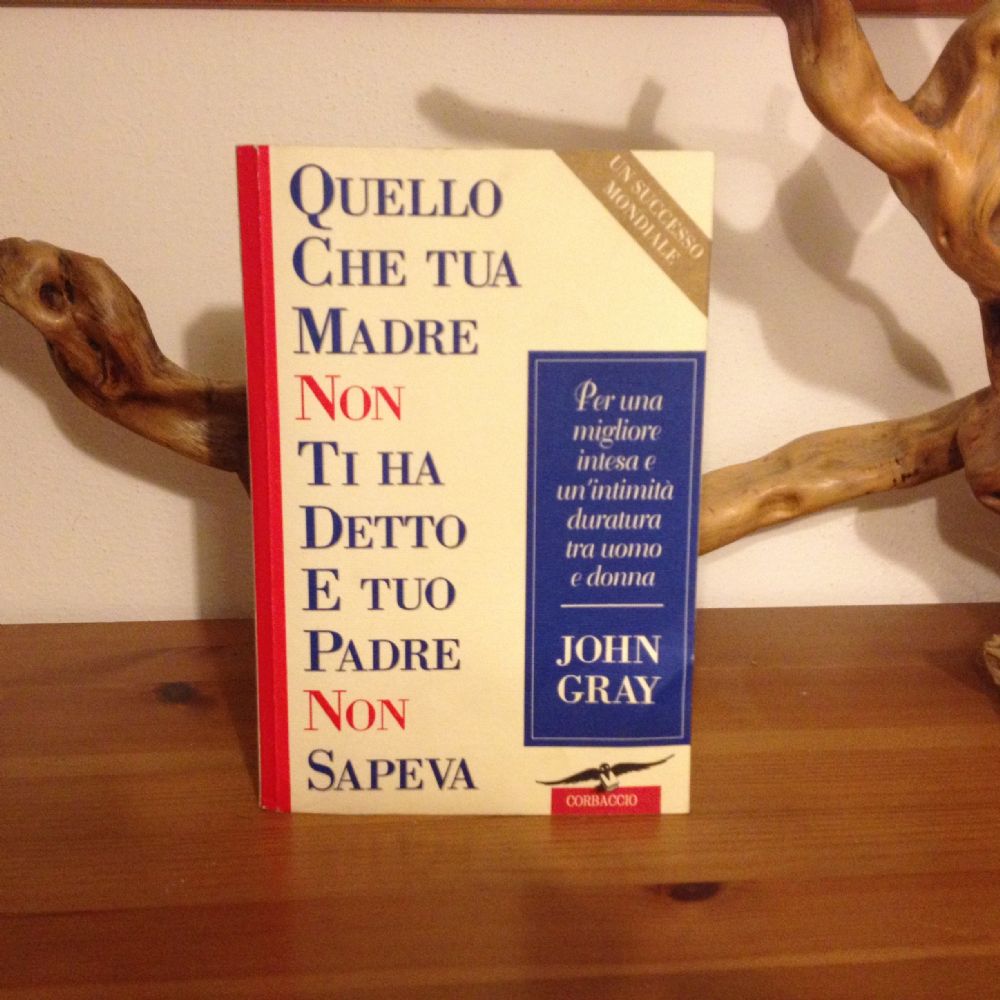 QUELLO
CHE TUA
MADRE
NON
TI HA
DETTO
E TUO
PADRE
NON
SAPEVA
UN SUCCESSO
MONDIALE
Per una
migliore
intesa e
un'intimità
duratura
tra uomo
e donna
JOHN
GRAY
CORBACCIO